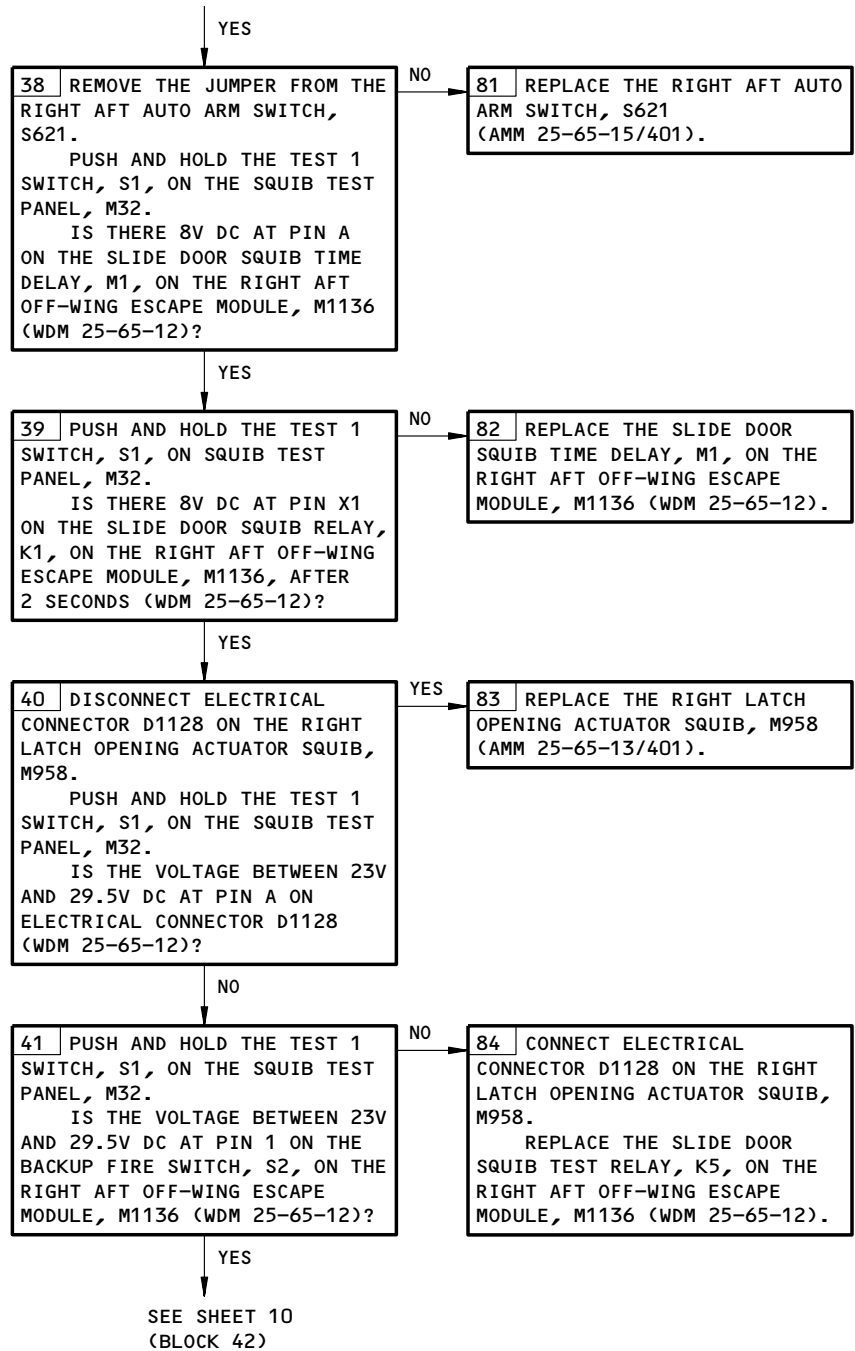 YES
38 REMOVE THE JUMPER FROM THE
RIGHT AFT AUTO ARM SWITCH,
S621.
PUSH AND HOLD THE TEST 1
SWITCH, S1, ON THE SQUIB TEST
PANEL, M32.
IS THERE 8V DC AT PIN A
ON THE SLIDE DOOR SQUIB TIME
DELAY, M1, ON THE RIGHT AFT
OFF-WING ESCAPE MODULE, M1136
(WDM 25-65-12)?
NO
81 REPLACE THE RIGHT AFT AUTO
ARM SWITCH, S621
(AMM 25-65-15/401).
YES
39 PUSH AND HOLD THE TEST 1
SWITCH, S1, ON SQUIB TEST
PANEL, M32.
IS THERE 8V DC AT PIN X1
ON THE SLIDE DOOR SQUIB RELAY,
K1, ON THE RIGHT AFT OFF-WING
ESCAPE MODULE, M1136, AFTER
2 SECONDS (WDM 25-65-12)?
NO
82 REPLACE THE SLIDE DOOR
SQUIB TIME DELAY, M1, ON THE
RIGHT AFT OFF-WING ESCAPE
MODULE, M1136 (WDM 25-65-12).
YES
40 DISCONNECT ELECTRICAL
CONNECTOR D1128 ON THE RIGHT
LATCH OPENING ACTUATOR SQUIB,
M958.
PUSH AND HOLD THE TEST 1
SWITCH, S1, ON THE SQUIB TEST
PANEL, M32.
IS THE VOLTAGE BETWEEN 23V
AND 29.5V DC AT PIN A ON
ELECTRICAL CONNECTOR D1128
(WDM 25-65-12)?
YES
83 REPLACE THE RIGHT LATCH
OPENING ACTUATOR SQUIB, M958
(AMM 25-65-13/401).
NO
41 PUSH AND HOLD THE TEST 1
SWITCH, S1, ON THE SQUIB TEST
PANEL, M32.
IS THE VOLTAGE BETWEEN 23V
AND 29.5V DC AT PIN 1 ON THE
BACKUP FIRE SWITCH, S2, ON THE
RIGHT AFT OFF-WING ESCAPE
MODULE, M1136 (WDM 25-65-12)?
NO
84 CONNECT ELECTRICAL
CONNECTOR D1128 ON THE RIGHT
LATCH OPENING ACTUATOR SQUIB,
M958.
REPLACE THE SLIDE DOOR
SQUIB TEST RELAY, K5, ON THE
RIGHT AFT OFF-WING ESCAPE
MODULE, M1136 (WDM 25-65-12).
YES
SEE SHEET 10
(BLOCK 42)